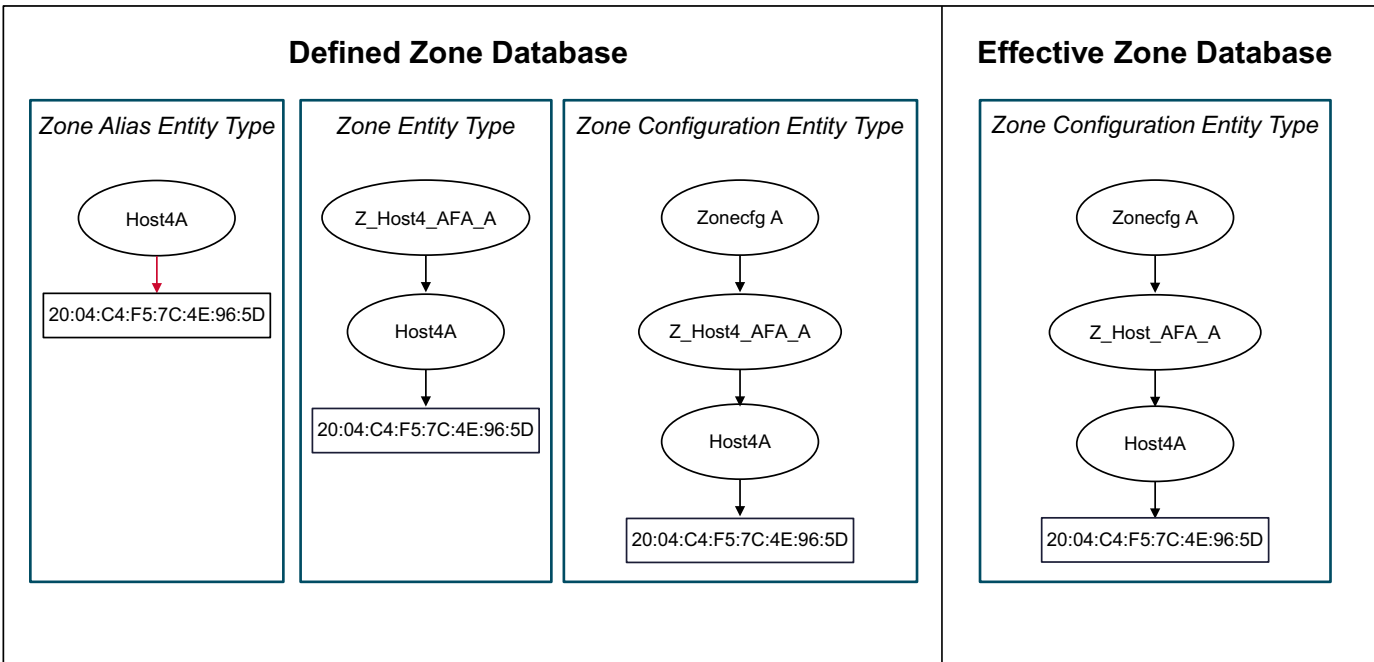 Defined Zone Database
Zone Alias Entity Type
Host4A
20:04:C4:F5:7C:4E:96:5D
Zone Entity Type
Z_Host4_AFA_A
Host4A
20:04:C4:F5:7C:4E:96:5D
Zone Configuration Entity Type
Zonecfg A
Z_Host4_AFA_A
Host4A
20:04:C4:F5:7C:4E:96:5D
Effective Zone Database
Zone Configuration Entity Type
Zonecfg A
Z_Host_AFA_A
Host4A
20:04:C4:F5:7C:4E:96:5D